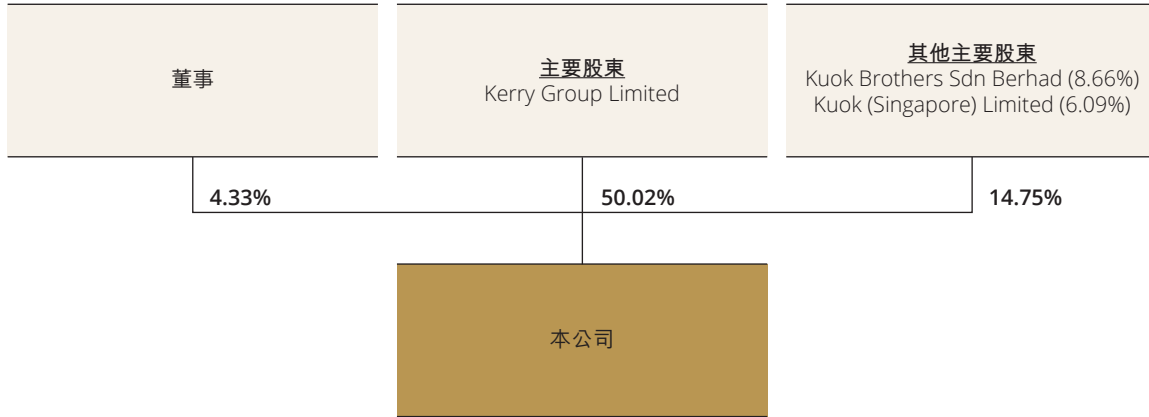 董事
主要股東
Kerry Group Limited
其他主要股東
Kuok Brothers Sdn Berhad (8.66%)
Kuok (Singapore) Limited (6.09%)
4.33%
50.02%
14.75%
本公司